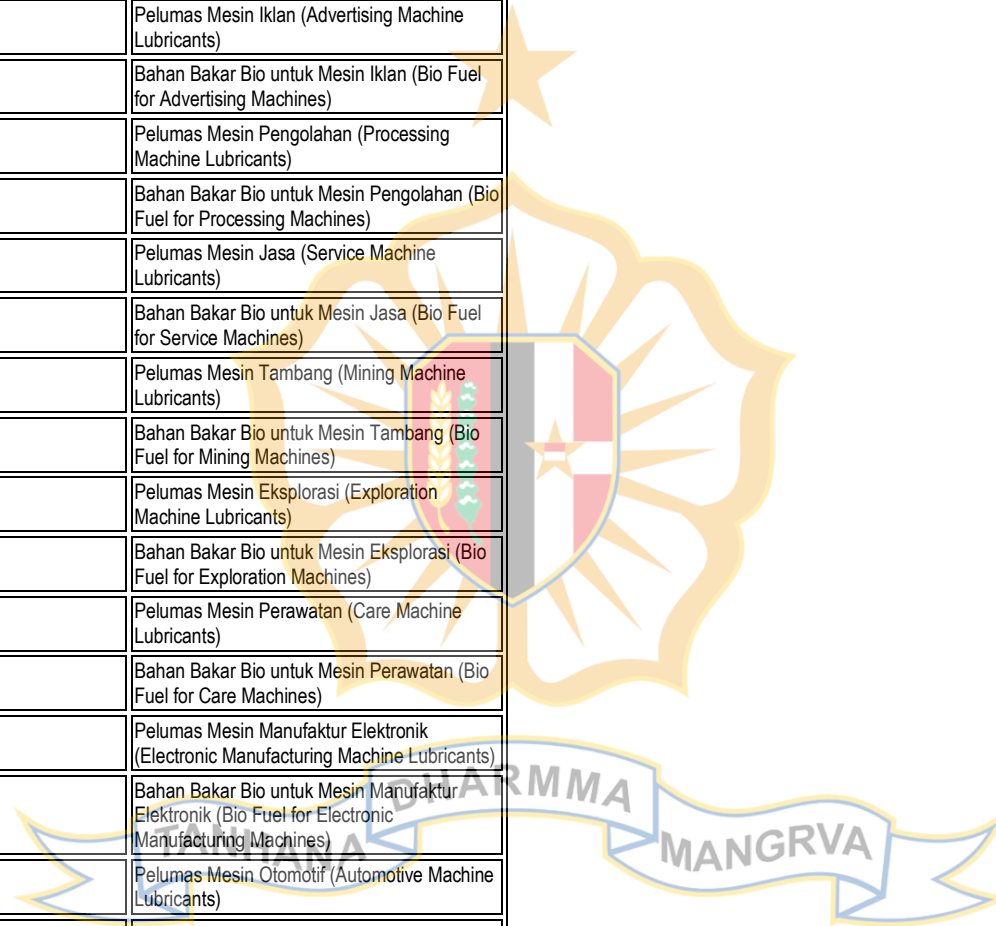 Pelumas Mesin Iklan (Advertising Machine
Lubricants)
Bahan Bakar Bio untuk Mesin Iklan (Bio Fuel
for Advertising Machines)
Pelumas Mesin Pengolahan (Processing
Machine Lubricants)
Bahan Bakar Bio untuk Mesin Pengolahan (Bio
Fuel for Processing Machines)
Pelumas Mesin Jasa (Service Machine
Lubricants)
Bahan Bakar Bio untuk Mesin Jasa (Bio Fuel
for Service Machines)
Pelumas Mesin Tambang (Mining Machine
Lubricants)
Bahan Bakar Bio untuk Mesin Tambang (Bio
Fuel for Mining Machines)
Pelumas Mesin Eksplorasi (Exploration
Machine Lubricants)
Bahan Bakar Bio untuk Mesin Eksplorasi (Bio
Fuel for Exploration Machines)
Pelumas Mesin Perawatan (Care Machine
Lubricants)
Bahan Bakar Bio untuk Mesin Perawatan (Bio
Fuel for Care Machines)
Pelumas Mesin Manufaktur Elektronik
(Electronic Manufacturing Machine Lubricants)
Bahan Bakar Bio untuk Mesin Manufaktur
Elektronik (Bio Fuel for Electronic
Manufacturing Machines)
Pelumas Mesin Otomotif (Automotive Machine
Lubricants)
TANHANA DHARMMA MANGRVA